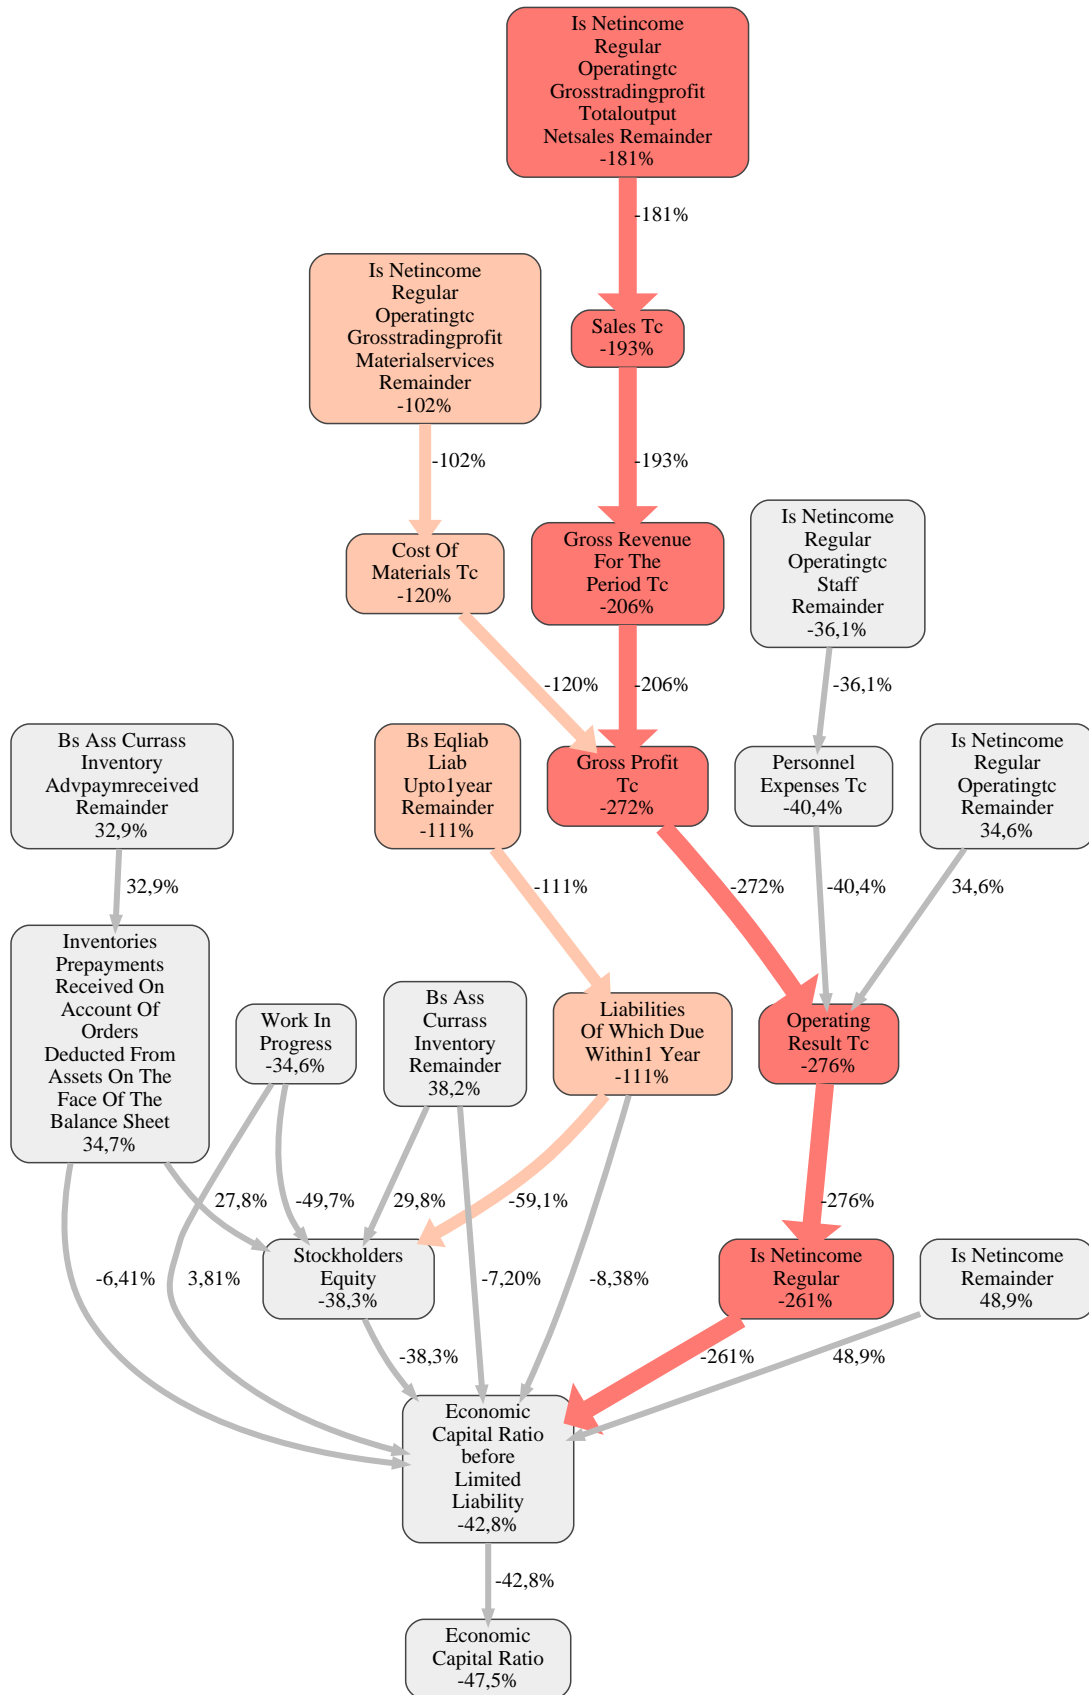 Is Netincome
Regular
Operatingtc
Grosstradingprofit
Totaloutput
Netsales Remainder
-181%
-181%
Is Netincome
Regular
Operatingtc
Grosstradingprofit
Materialservices
Remainder
-102%
Sales Tc
-193%
-102%
-193%
Is Netincome
Regular
Operatingtc
Staff
Remainder
-36,1%
Cost Of
Materials Tc
-120%
Gross Revenue
For The
Period Tc
-206%
-120%
-206%
-36,1%
Bs Ass Currass
Inventory
Advpaymreceived
Remainder
32,9%
Bs Eqliab
Liab
Upto1year
Remainder
-111%
Gross Profit
Tc
-272%
Personnel
Expenses Tc
-40,4%
Is Netincome
Regular
Operatingtc
Remainder
34,6%
32,9%
-111%
-272%
-40,4%
34,6%
Inventories
Prepayments
Received On
Account Of
Orders
Deducted From
Assets On The
Face Of The
Balance Sheet
34,7%
Work In
Progress
-34,6%
Bs Ass
Currass
Inventory
Remainder
38,2%
Liabilities
Of Which Due
Within1 Year
-111%
Operating
Result Tc
-276%
27,8%
-49,7%
29,8%
-59,1%
-276%
-6,41%
3,81%
Stockholders
Equity
-38,3%
-7,20%
-8,38%
Is Netincome
Regular
-261%
Is Netincome
Remainder
48,9%
-38,3%
-261%
48,9%
Economic
Capital Ratio
before
Limited
Liability
-42,8%
-42,8%
Economic
Capital Ratio
-47,5%